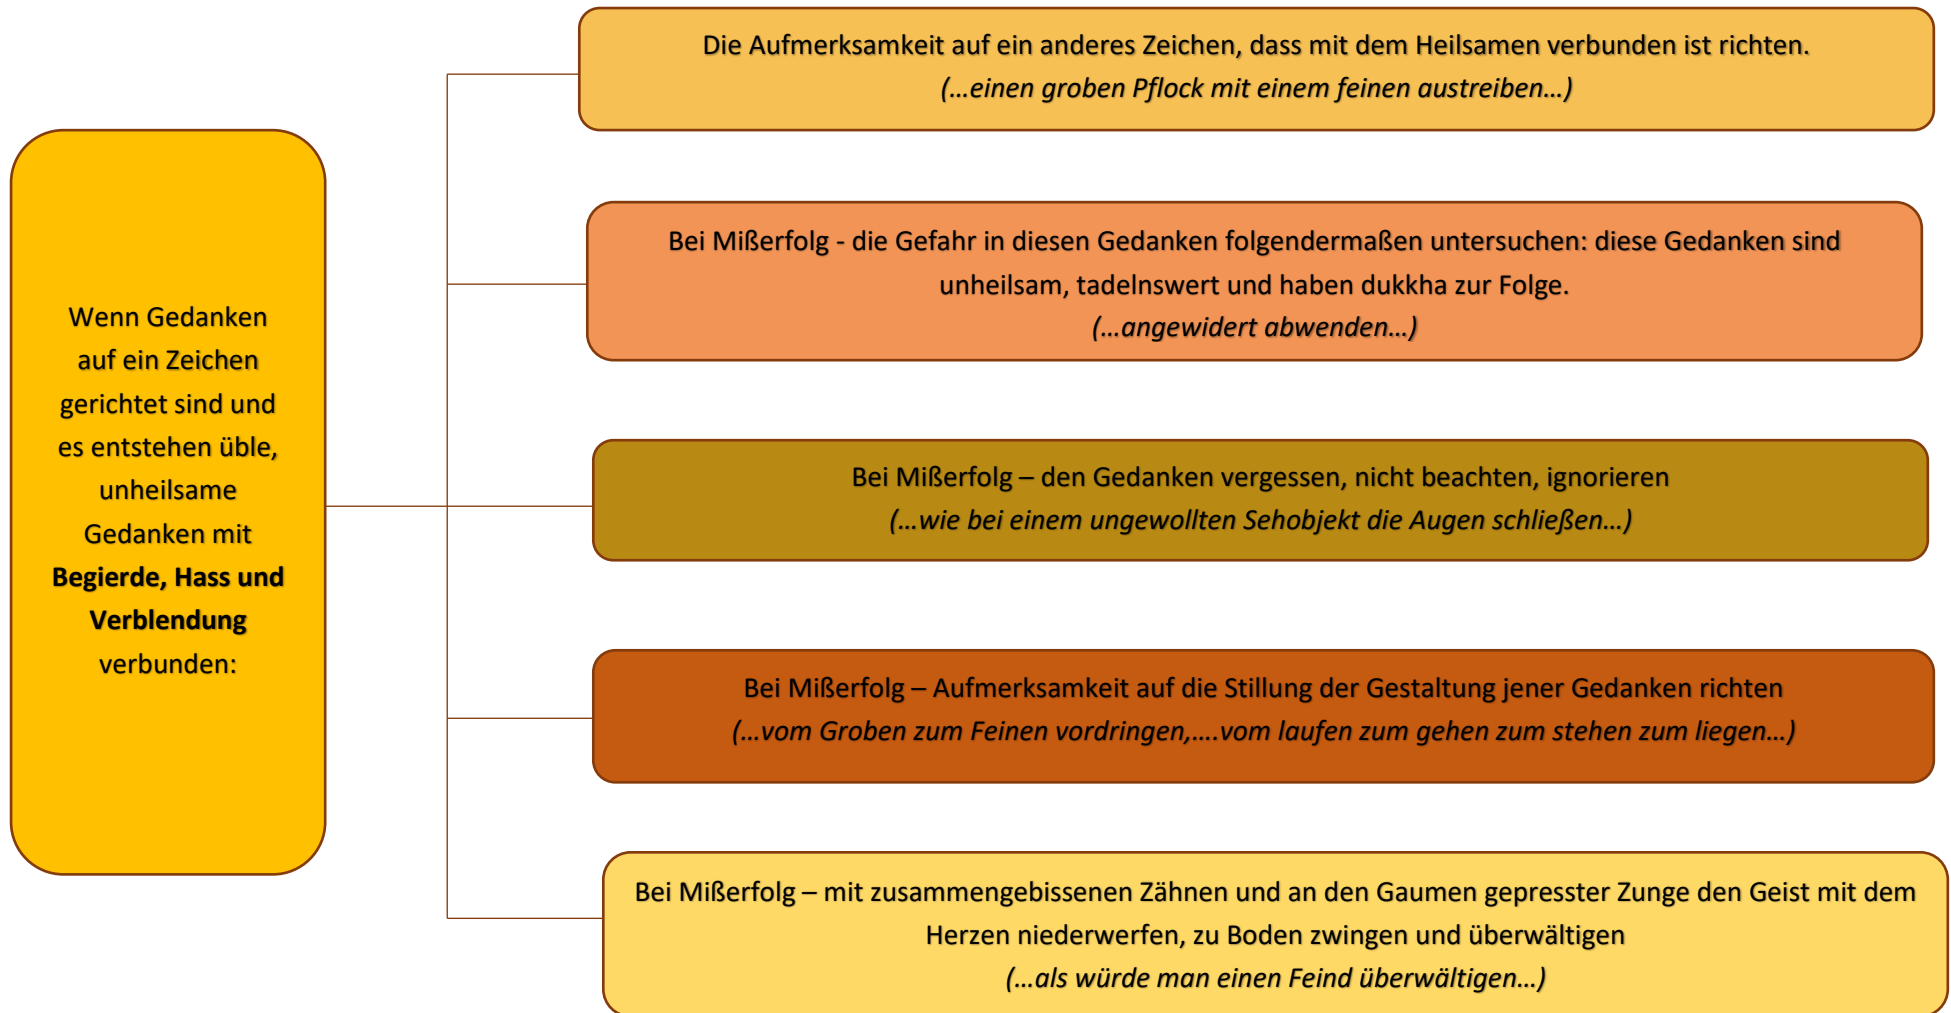 Wenn Gedanken
auf ein Zeichen
gerichtet sind und
es entstehen üble,
unheilsame
Gedanken mit
Begierde, Hass und
Verblendung
verbunden:
Die Aufmerksamkeit auf ein anderes Zeichen, dass mit dem Heilsamen verbunden ist richten.
(…einen groben Pflock mit einem feinen austreiben…)
Bei Mißerfolg - die Gefahr in diesen Gedanken folgendermaßen untersuchen: diese Gedanken sind
unheilsam, tadelnswert und haben dukkha zur Folge.
(…angewidert abwenden…)
Bei Mißerfolg – den Gedanken vergessen, nicht beachten, ignorieren
(…wie bei einem ungewollten Sehobjekt die Augen schließen…)
Bei Mißerfolg – Aufmerksamkeit auf die Stillung der Gestaltung jener Gedanken richten
(…vom Groben zum Feinen vordringen,….vom laufen zum gehen zum stehen zum liegen…)
Bei Mißerfolg – mit zusammengebissenen Zähnen und an den Gaumen gepresster Zunge den Geist mit dem
Herzen niederwerfen, zu Boden zwingen und überwältigen
(…als würde man einen Feind überwältigen…)